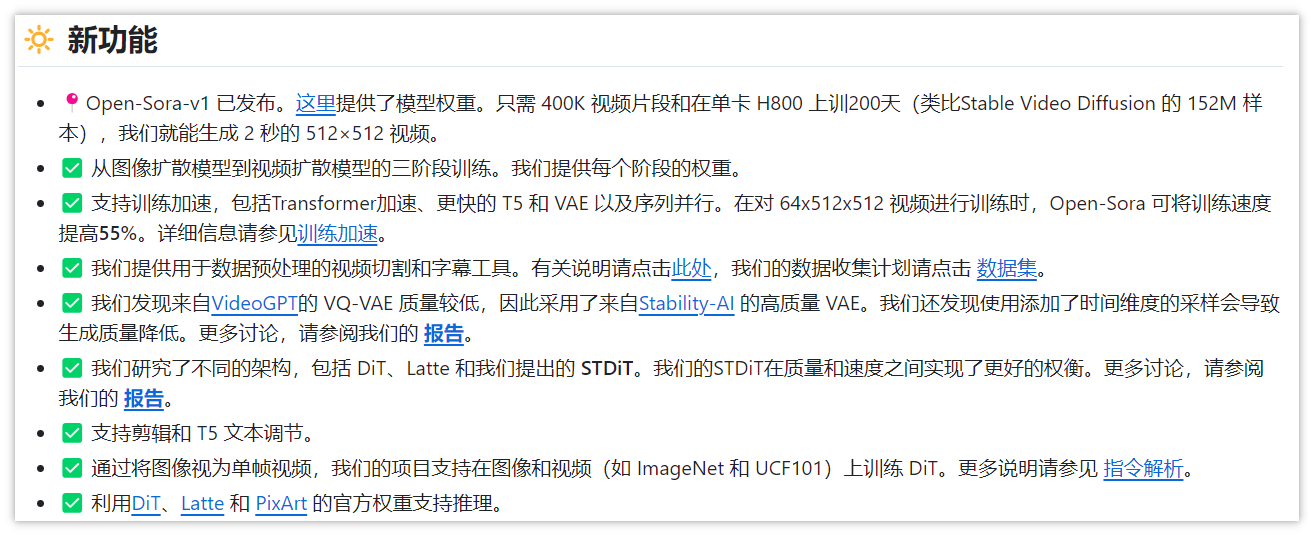 新功能
Open-Sora-v1 已发布。这里提供了模型权重。只需 400K 视频片段和在单卡 H800 上训200天（类比Stable Video Diffusion 的 152M 样
本），我们就能生成 2 秒的 512×512 视频。
从图像扩散模型到视频扩散模型的三阶段训练。我们提供每个阶段的权重。
支持训练加速，包括Transformer加速、更快的 T5 和 VAE 以及序列并行。在对 64x512x512 视频进行训练时，Open-Sora 可将训练速度
提高55%。详细信息请参见训练加速。
我们提供用于数据预处理的视频切割和字幕工具。有关说明请点击此处，我们的数据收集计划请点击 数据集。
我们发现来自VideoGPT的 VQ-VAE 质量较低，因此采用了来自Stability-AI 的高质量 VAE。我们还发现使用添加了时间维度的采样会导致
生成质量降低。更多讨论，请参阅我们的 报告。
我们研究了不同的架构，包括 DiT、Latte 和我们提出的 STDiT。我们的STDiT在质量和速度之间实现了更好的权衡。更多讨论，请参阅
我们的 报告。
支持剪辑和 T5 文本调节。
通过将图像视为单帧视频，我们的项目支持在图像和视频（如 ImageNet 和 UCF101）上训练 DiT。更多说明请参见 指令解析。
利用DiT、Latte 和 PixArt 的官方权重支持推理。